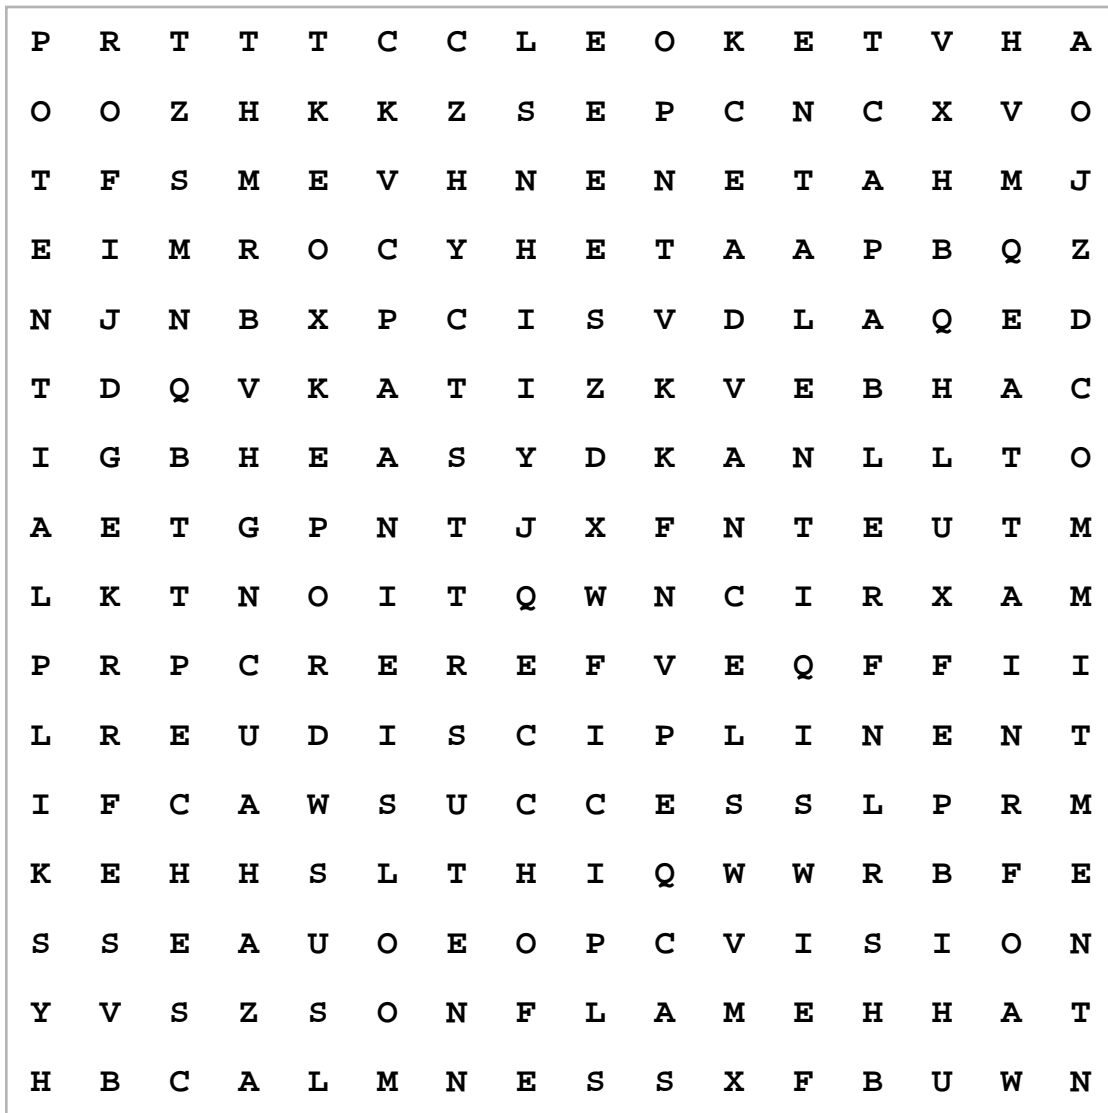 P R T T T C C L E O K E T V H A
O O Z H K K Z S E P C N C X V O
T F S M E V H N E N E T A H M J
E I M R O C Y H E T A A P B Q Z
N J N B X P C I S V D L A Q E D
T D Q V K A T I Z K V E B H A C
I G B H E A S Y D K A N L L T O
A E T G P N T J X F N T E U T M
L K T N O I T Q W N C I R X A M
P R P C R E R E F V E Q F F I I
L R E U D I S C I P L I N E N T
I F C A W S U C C E S S L P R M
K E H H S L T H I Q W W R B F E
S S E A U O E O P C V I S I O N
Y V S Z S O N F L A M E H H A T
H B C A L M N E S S X F B U W N